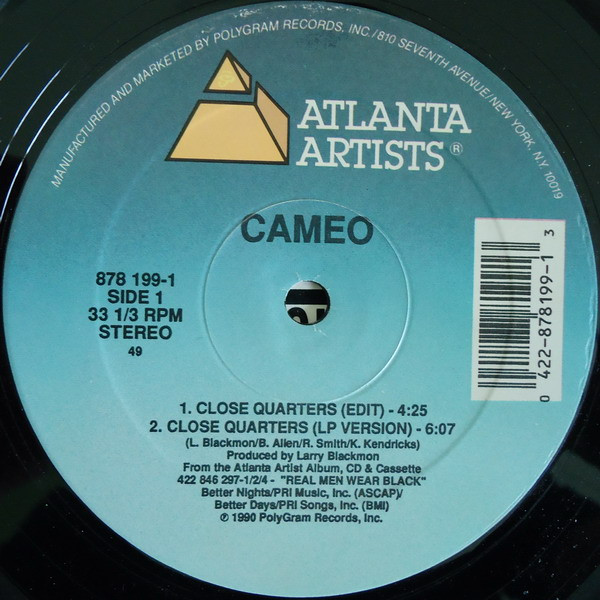 MANUFACTURED AND MARKETED BY POLYGRAM RECORDS, INC./810 SEVENTH AVENUE/NEW YORK, NY 10019
ATLANTA
ARTISTS®
CAMEO
878 199-1
SIDE 1
33 1/3 RPM
STEREO
49
0 422-878199-1 3
1. CLOSE QUARTERS (EDIT) - 4:25
2. CLOSE QUARTERS (LP VERSION) - 6:07
(L. Blackmon/B. Allen/R. Smith/K. Kendricks)
Produced by Larry Blackmon
From the Atlanta Artist Album, CD & Cassette
422 846 297-1/2/4 - "REAL MEN WEAR BLACK"
Better Nights/PRI Music, Inc. (ASCAP)/
Better Days/PRI Songs, Inc. (BMI)
℗ 1990 PolyGram Records, Inc.